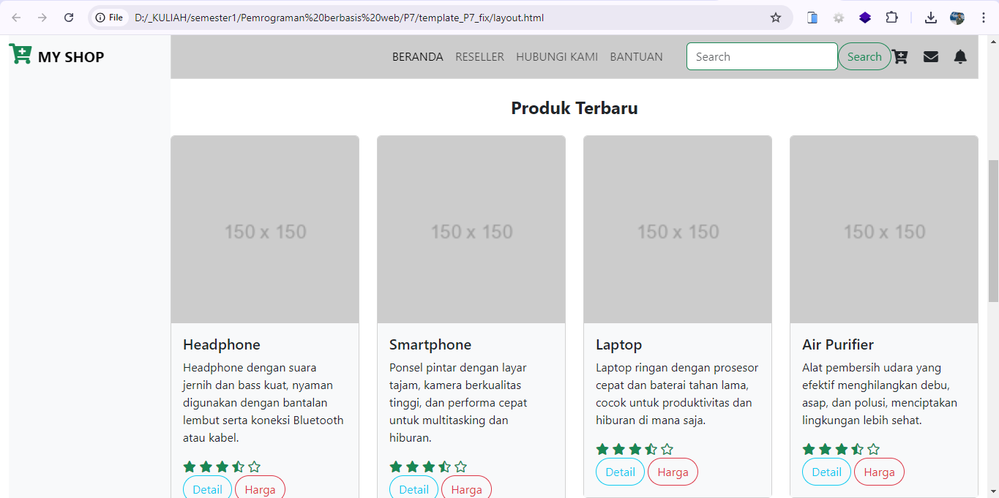 File
D:/_KULIAH/semester1/Pemrograman%20berbasis%20web/P7/template_P7_fix/layout.html
MY SHOP
BERANDA RESELLER HUBUNGI KAMI BANTUAN Search Search
Produk Terbaru
150 x 150
150 x 150
150 x 150
150 x 150
Headphone
Headphone dengan suara
jernih dan bass kuat, nyaman
digunakan dengan bantalan
lembut serta koneksi Bluetooth
atau kabel.
Detail Harga
Smartphone
Ponsel pintar dengan layar
tajam, kamera berkualitas
tinggi, dan performa cepat
untuk multitasking dan
hiburan.
Detail Harga
Laptop
Laptop ringan dengan prosesor
cepat dan baterai tahan lama,
cocok untuk produktivitas dan
hiburan di mana saja.
Detail Harga
Air Purifier
Alat pembersih udara yang
efektif menghilangkan debu,
asap, dan polusi, menciptakan
lingkungan lebih sehat.
Detail Harga